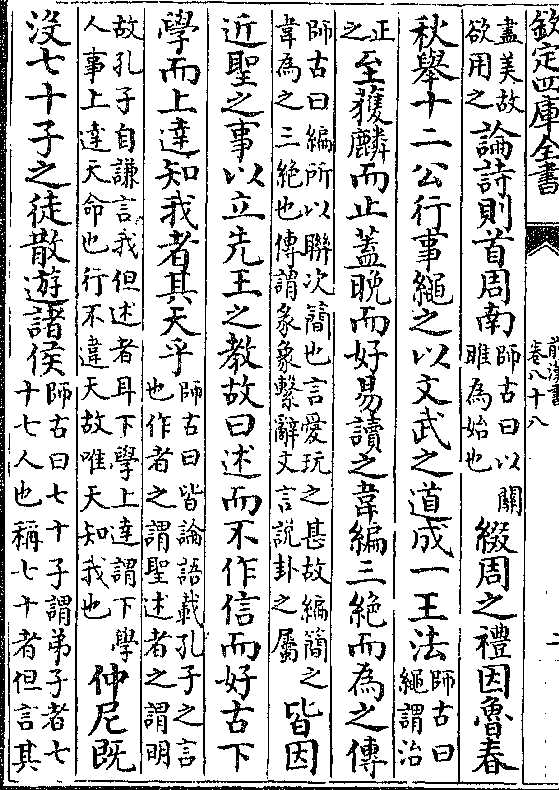 欽定四庫全書
前漢書
卷八十八
盡美故
欲用之
論詩則首周南
師古曰以關
雎為始也
綴周之禮因魯春
秋舉十二公行事繩之以文武之道成一王法
師古曰
繩謂治
正
之
至獲麟而止蓋晚而好易讀之韋編三絶而為之傳
師古曰編所以聯次簡也言愛玩之甚故編簡之
韋為之三絶也傳謂彖象繫辭文言説卦之屬
皆因
近聖之事以立先王之教故曰述而不作信而好古下
學而上達知我者其天乎
師古曰皆論語載孔子之言
也作者之謂聖述者之謂明
故孔子自謙言我但述者耳下學上達謂下學
人事上達天命也行不違天故唯天知我也
仲尼既
沒七十子之徒散遊諸侯
師古曰七十子謂弟子者七
十七人也稱七十者但言其